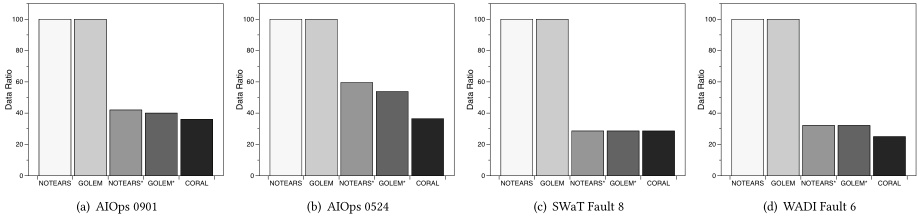 Data Ratio
100
80
60
40
20
0
NOTEARS GOLEM NOTEARS* GOLEM* CORAL
(a) AIOps 0901
Data Ratio
100
80
60
40
20
0
NOTEARS GOLEM NOTEARS* GOLEM* CORAL
(b) AIOps 0524
Data Ratio
100
80
60
40
20
0
NOTEARS GOLEM NOTEARS* GOLEM* CORAL
(c) SWaT Fault 8
Data Ratio
100
80
60
40
20
0
NOTEARS GOLEM NOTEARS* GOLEM* CORAL
(d) WADI Fault 6